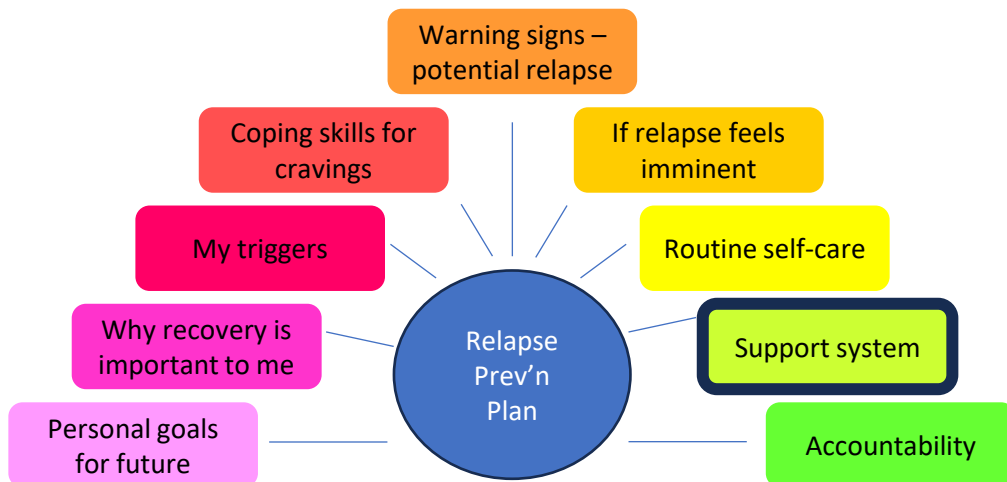 Warning signs –
potential relapse
Coping skills for
cravings
If relapse feels
imminent
My triggers
Routine self-care
Why recovery is
important to me
Relapse
Prev’n
Plan
Support system
Personal goals
for future
Accountability